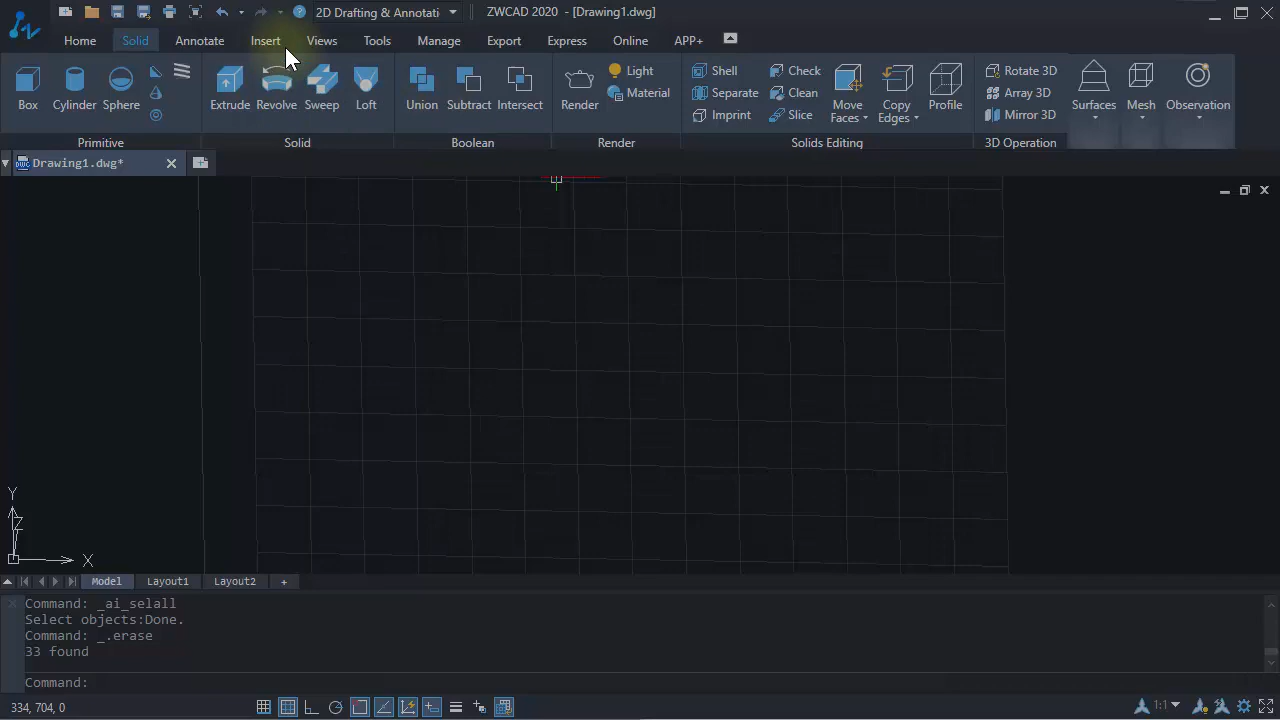 2D Drafting & Annotati
ZWCAD 2020 - [Drawing1.dwg]
Home Solid Annotate Insert Views Tools Manage Export Express Online APP+
Box Cylinder Sphere
Primitive
Extrude Revolve Sweep Loft
Solid
Union Subtract Intersect
Boolean
Render
Light
Material
Render
Shell Check
Separate Clean
Imprint Slice
Move Faces
Copy Edges
Profile
Solids Editing
Rotate 3D
Array 3D
Mirror 3D
3D Operation
Surfaces Mesh Observation
Drawing1.dwg*
Y
Z
X
Model Layout1 Layout2 +
Command: _ai_selall
Select objects:Done.
Command: _.erase
33 found
Command:
334, 704, 0
1:1